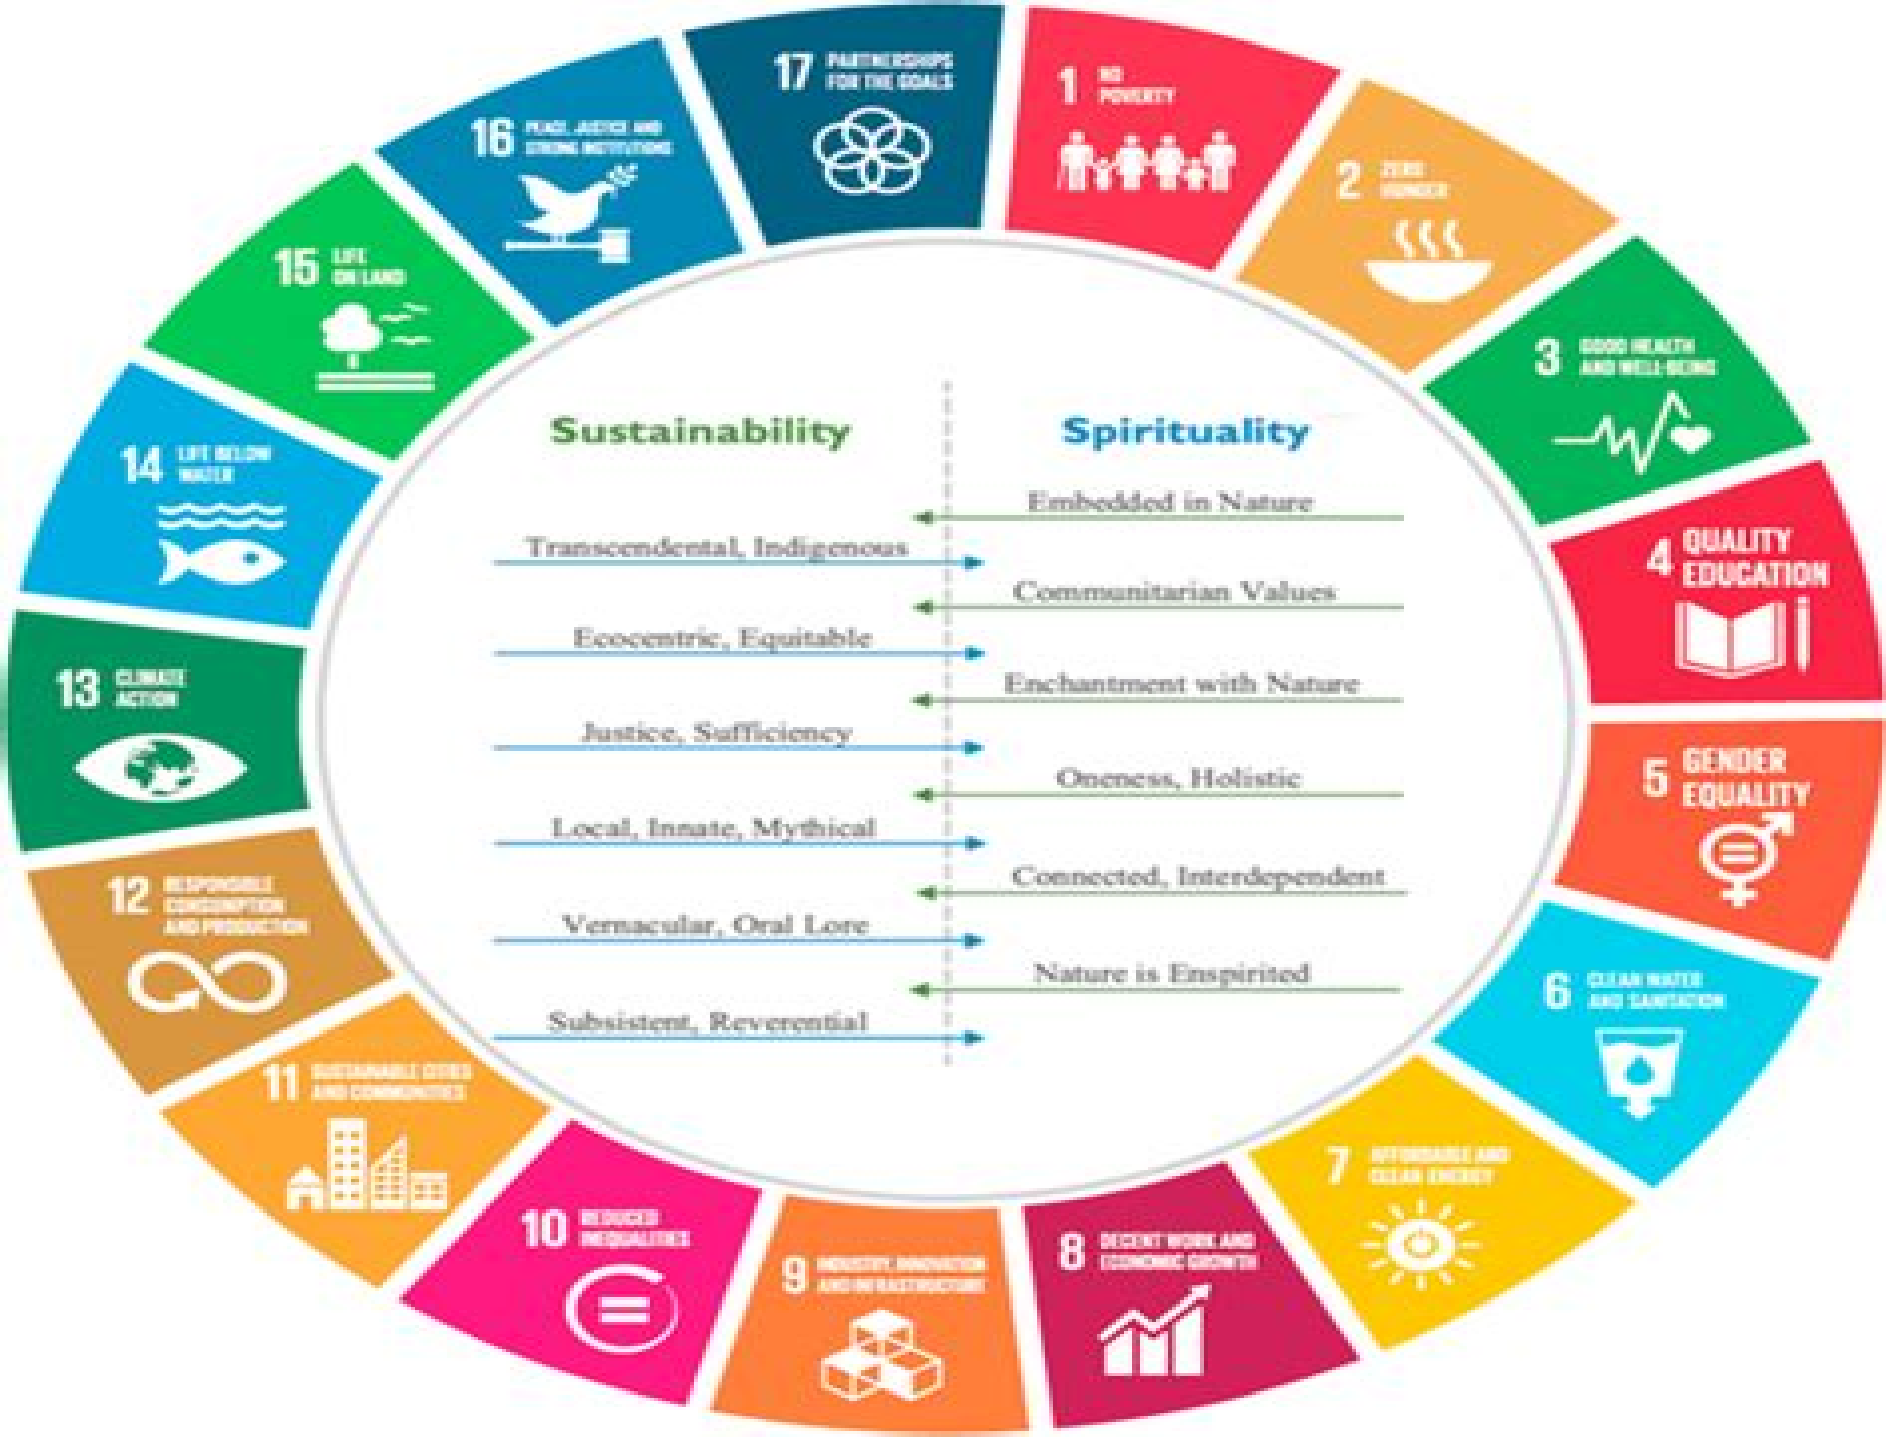 17 PARTNERSHIPS
FOR THE GOALS
1 NO
POVERTY
2 ZERO
HUNGER
3 GOOD HEALTH
AND WELL-BEING
4 QUALITY
EDUCATION
5 GENDER
EQUALITY
6 CLEAN WATER
AND SANITATION
7 AFFORDABLE AND
CLEAN ENERGY
8 DECENT WORK AND
ECONOMIC GROWTH
9 INDUSTRY, INNOVATION
AND INFRASTRUCTURE
10 REDUCED
INEQUALITIES
11 SUSTAINABLE CITIES
AND COMMUNITIES
12 RESPONSIBLE
CONSUMPTION
AND PRODUCTION
13 CLIMATE
ACTION
14 LIFE BELOW
WATER
15 LIFE
ON LAND
16 PEACE, JUSTICE AND
STRONG INSTITUTIONS
Sustainability
Spirituality
Embedded in Nature
Transcendental, Indigenous
Communitarian Values
Ecocentric, Equitable
Enchantment with Nature
Justice, Sufficiency
Oneness, Holistic
Local, Innate, Mythical
Connected, Interdependent
Vernacular, Oral Lore
Nature is Enspirited
Subsistent, Reverential